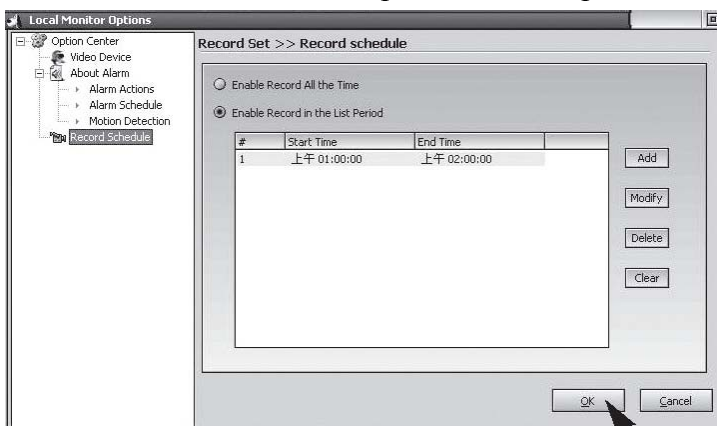 Local Monitor Options
Option Center
Video Device
About Alarm
Alarm Actions
Alarm Schedule
Motion Detection
Record Schedule
Record Set >> Record schedule
Enable Record All the Time
Enable Record in the List Period
# Start Time End Time
1 上午 01:00:00 上午 02:00:00
Add
Modify
Delete
Clear
OK Cancel